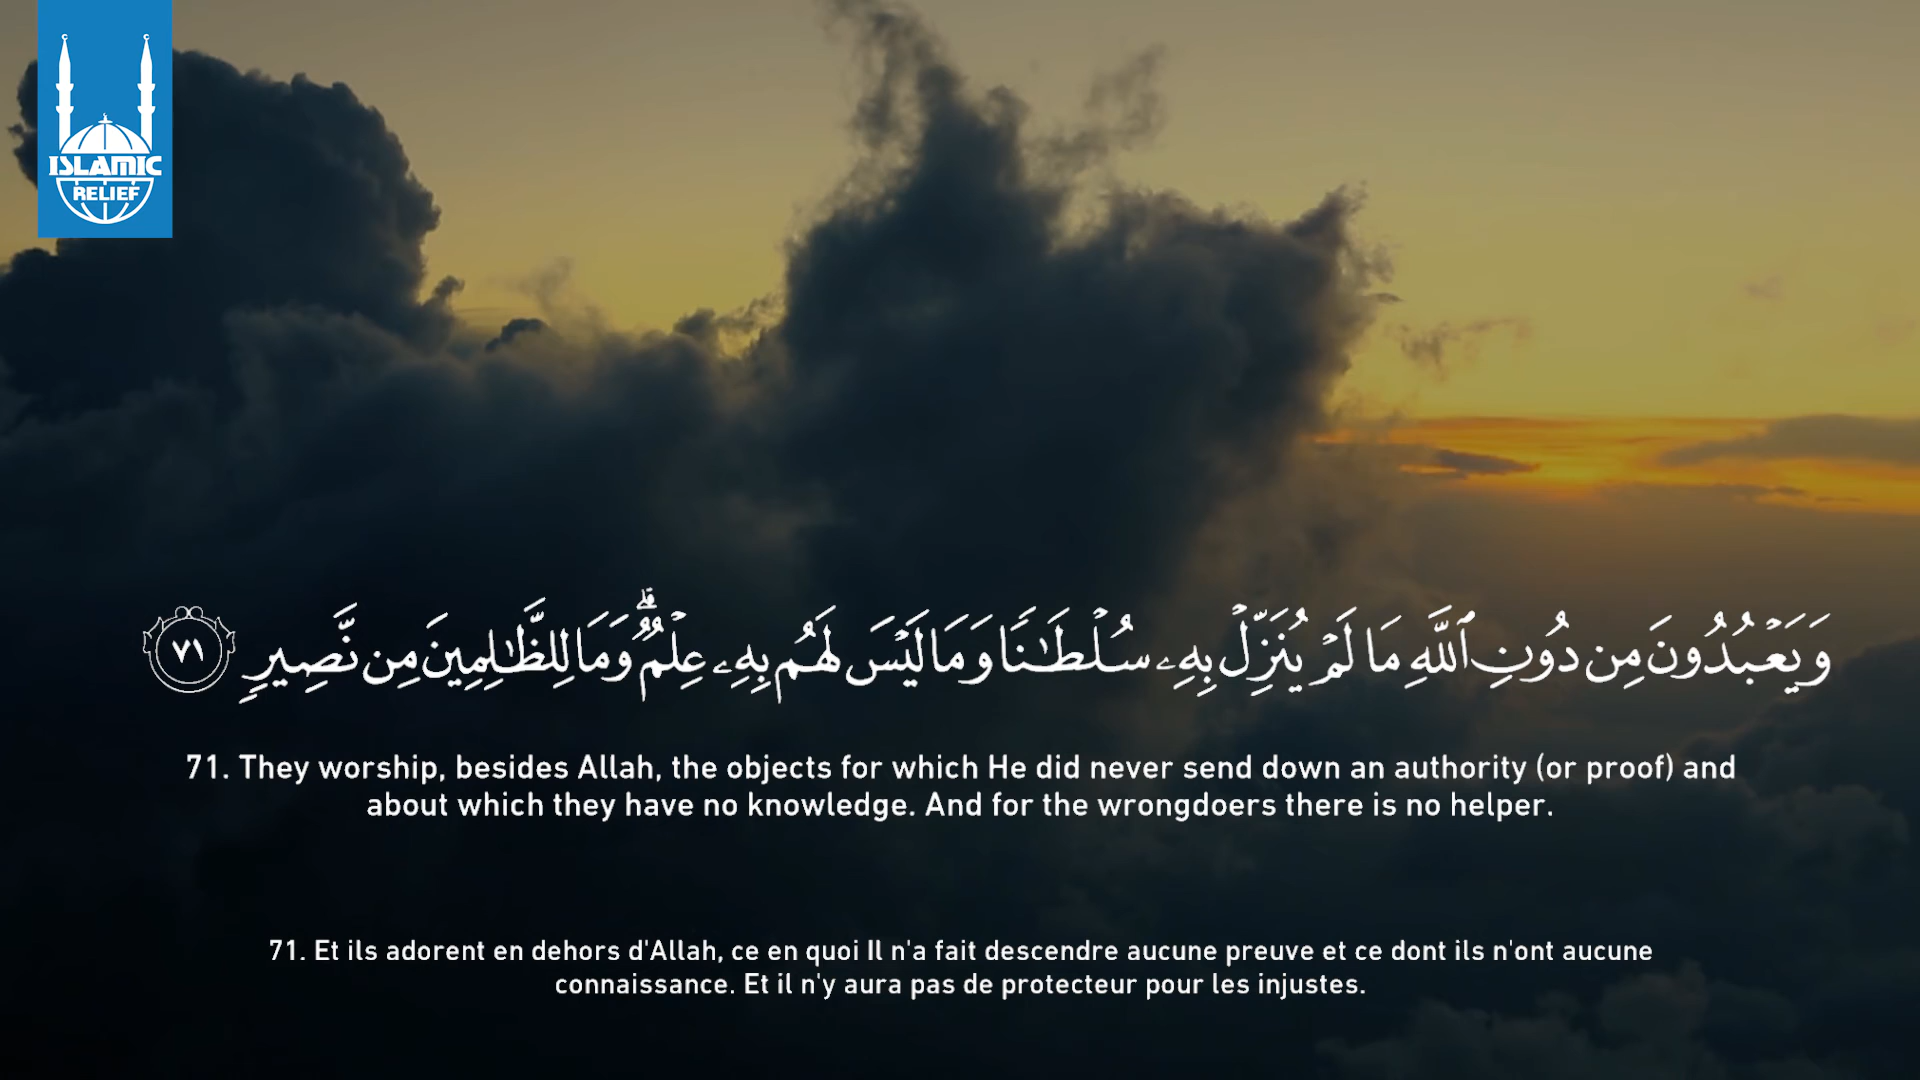 ISLAMIC
RELIEF
وَيَعْبُدُونَ مِن دُونِ ٱللَّهِ مَا لَمْ يُنَزِّلْ بِهِۦ سُلْطَـٰنًا وَمَا لَيْسَ لَهُم بِهِۦ عِلْمٌ ۗ وَمَا لِلظَّـٰلِمِينَ مِن نَّصِيرٍ ٧١
71. They worship, besides Allah, the objects for which He did never send down an authority (or proof) and
about which they have no knowledge. And for the wrongdoers there is no helper.
71. Et ils adorent en dehors d'Allah, ce en quoi Il n'a fait descendre aucune preuve et ce dont ils n'ont aucune
connaissance. Et il n'y aura pas de protecteur pour les injustes.